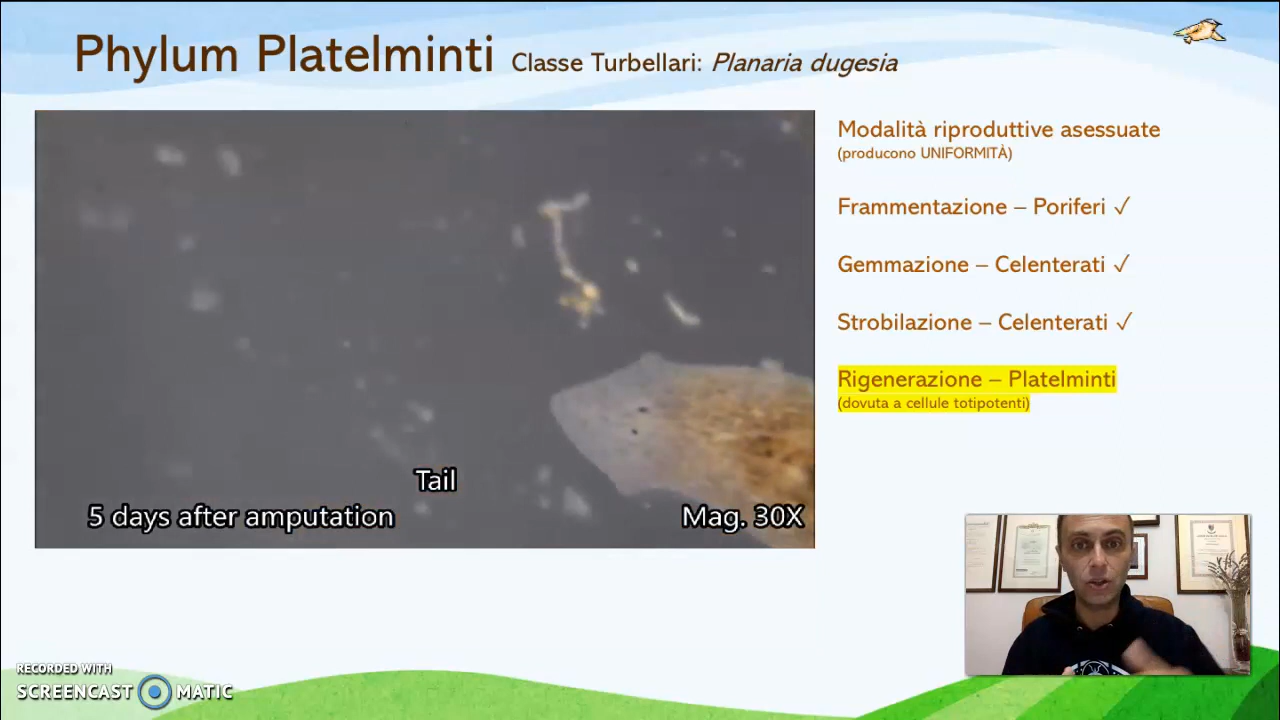 Phylum Platelminti Classe Turbellari: Planaria dugesia
Modalità riproduttive asessuate
(producono UNIFORMITÀ)
Frammentazione – Poriferi ✓
Gemmazione – Celenterati ✓
Strobilazione – Celenterati ✓
Rigenerazione – Platelminti
(dovuta a cellule totipotenti)
Tail
5 days after amputation
Mag. 30X
RECORDED WITH
SCREENCAST MATIC